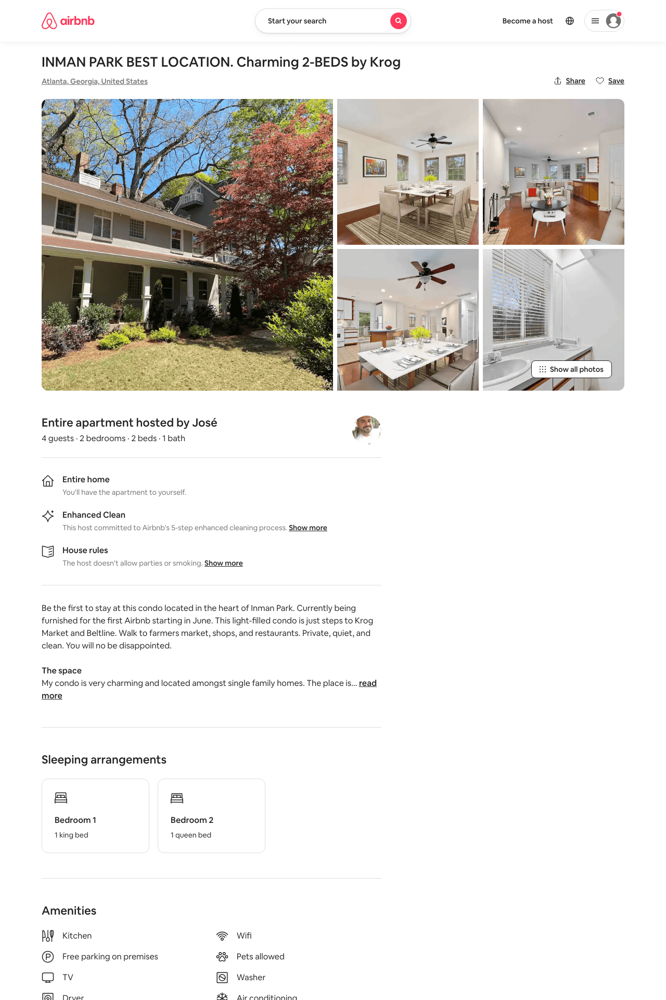 airbnb
Start your search
Become a host
INMAN PARK BEST LOCATION. Charming 2-BEDS by Krog
Atlanta, Georgia, United States
Share
Save
Show all photos
Entire apartment hosted by José
4 guests · 2 bedrooms · 2 beds · 1 bath
Entire home
You’ll have the apartment to yourself.
Enhanced Clean
This host committed to Airbnb's 5-step enhanced cleaning process. Show more
House rules
The host doesn’t allow parties or smoking. Show more
Be the first to stay at this condo located in the heart of Inman Park. Currently being
furnished for the first Airbnb starting in June. This light-filled condo is just steps to Krog
Market and Beltline. Walk to farmers market, shops, and restaurants. Private, quiet, and
clean. You will no be disappointed.
The space
My condo is very charming and located amongst single family homes. The place is... read
more
Sleeping arrangements
Bedroom 1
1 king bed
Bedroom 2
1 queen bed
Amenities
Kitchen
Wifi
Free parking on premises
Pets allowed
TV
Washer
Dryer
Air conditioning